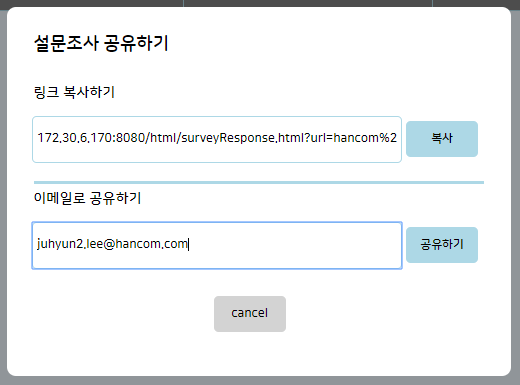 설문조사 공유하기
링크 복사하기
172.30.6.170:8080/html/surveyResponse.html?url=hancom%2
복사
이메일로 공유하기
juhyun2.lee@hancom.com
공유하기
cancel